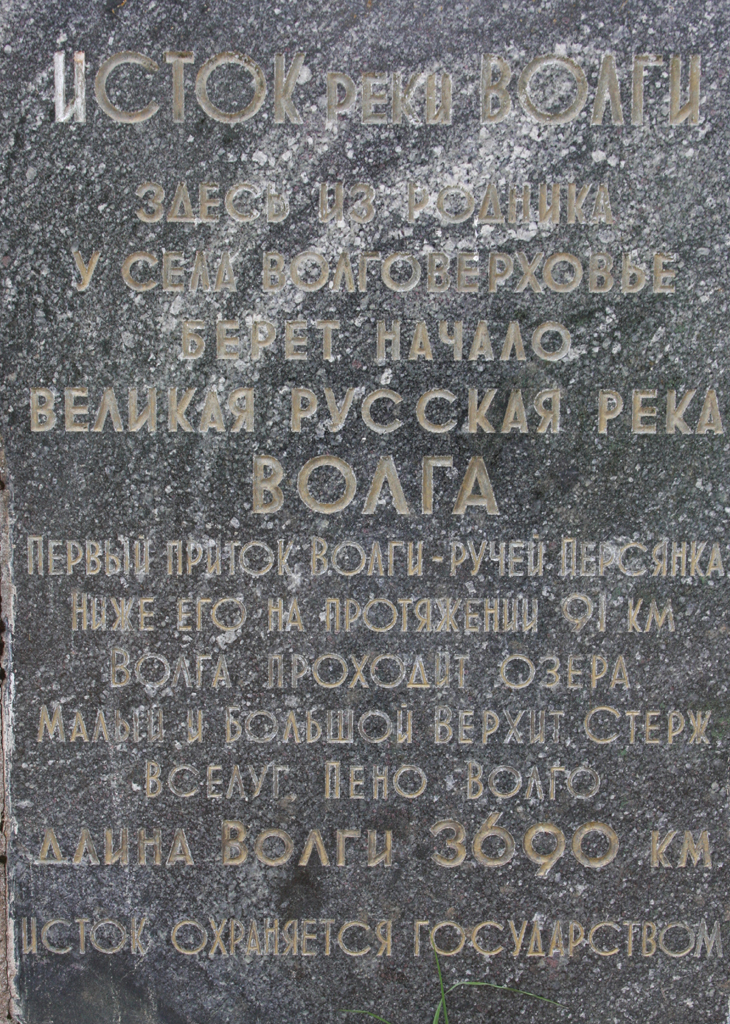 ИСТОК РЕКИ ВОЛГИ
ЗДЕСЬ ИЗ РОДНИКА
У СЕЛА ВОЛГОВЕРХОВЬЕ
БЕРЕТ НАЧАЛО
ВЕЛИКАЯ РУССКАЯ РЕКА
ВОЛГА
ПЕРВЫЙ ПРИТОК ВОЛГИ-РУЧЕЙ ПЕРСЯНКА
НИЖЕ ЕГО НА ПРОТЯЖЕНИИ 91 КМ
ВОЛГА ПРОХОДИТ ОЗЕРА
МАЛЫЙ И БОЛЬШОЙ ВЕРХИТ, СТЕРЖ,
ВСЕЛУГ, ПЕНО ВОЛГО
ДЛИНА ВОЛГИ 3690 КМ
ИСТОК ОХРАНЯЕТСЯ ГОСУДАРСТВОМ